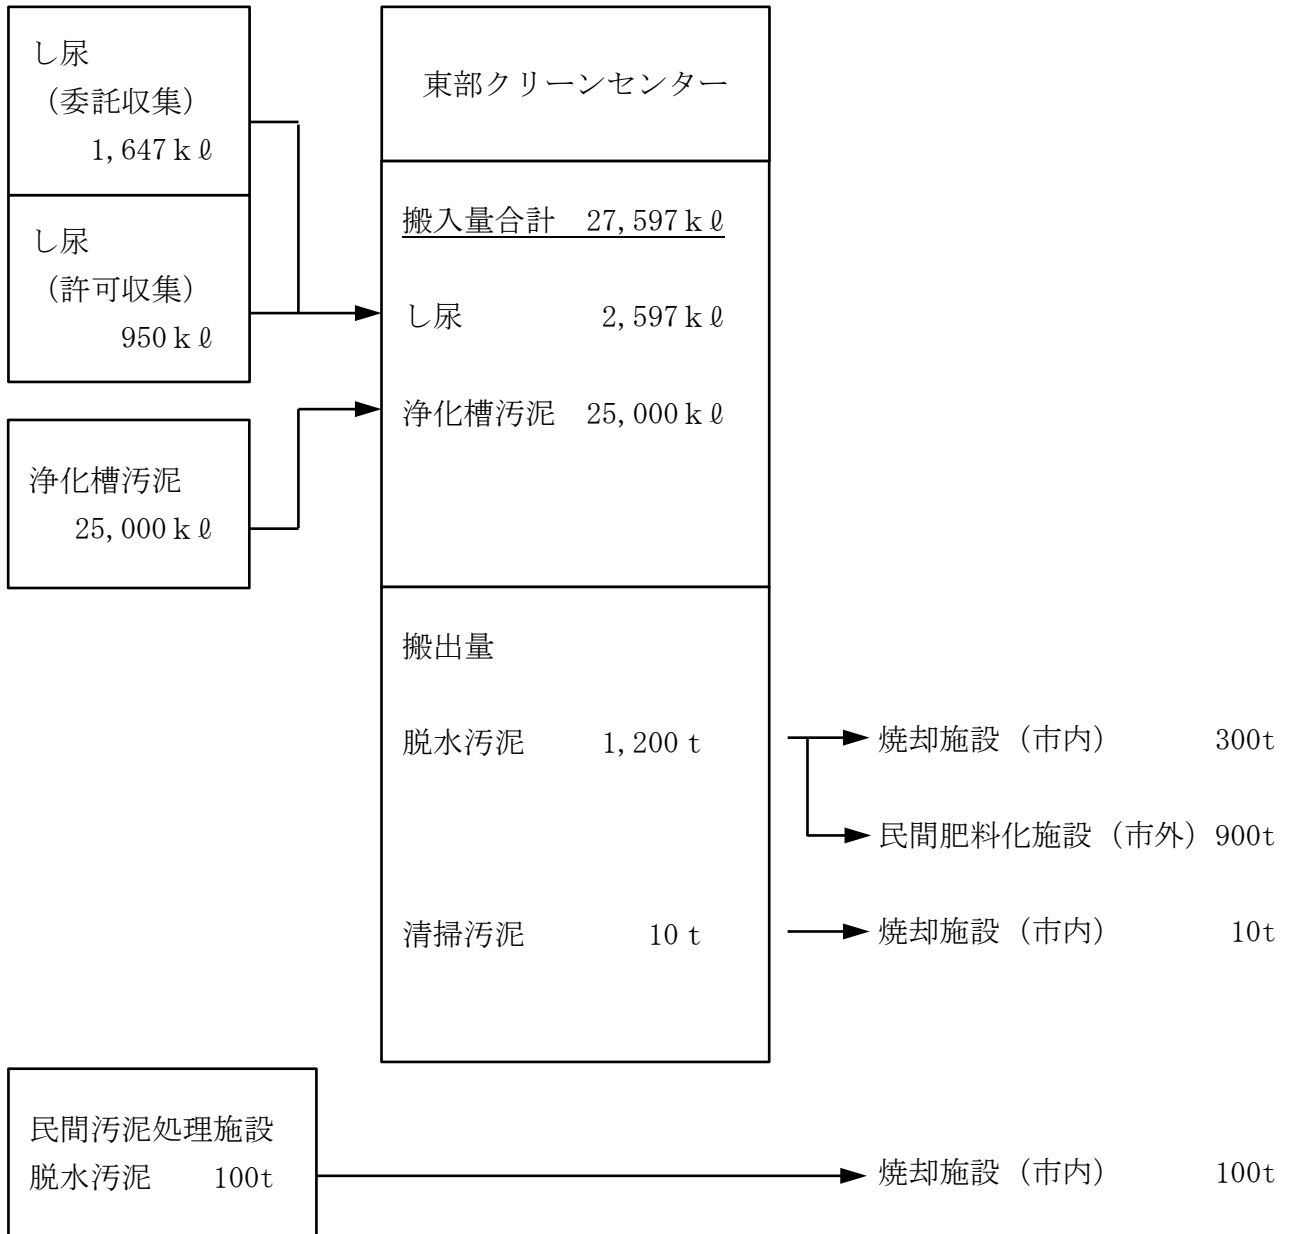 し尿
（委託収集）
1,647ｋℓ
し尿
（許可収集）
950ｋℓ
浄化槽汚泥
25,000ｋℓ
東部クリーンセンター
搬入量合計 27,597ｋℓ
し尿 2,597ｋℓ
浄化槽汚泥 25,000ｋℓ
搬出量
脱水汚泥 1,200ｔ
清掃汚泥 10ｔ
焼却施設（市内） 300t
民間肥料化施設（市外）900t
焼却施設（市内） 10t
民間汚泥処理施設
脱水汚泥 100t
焼却施設（市内） 100t